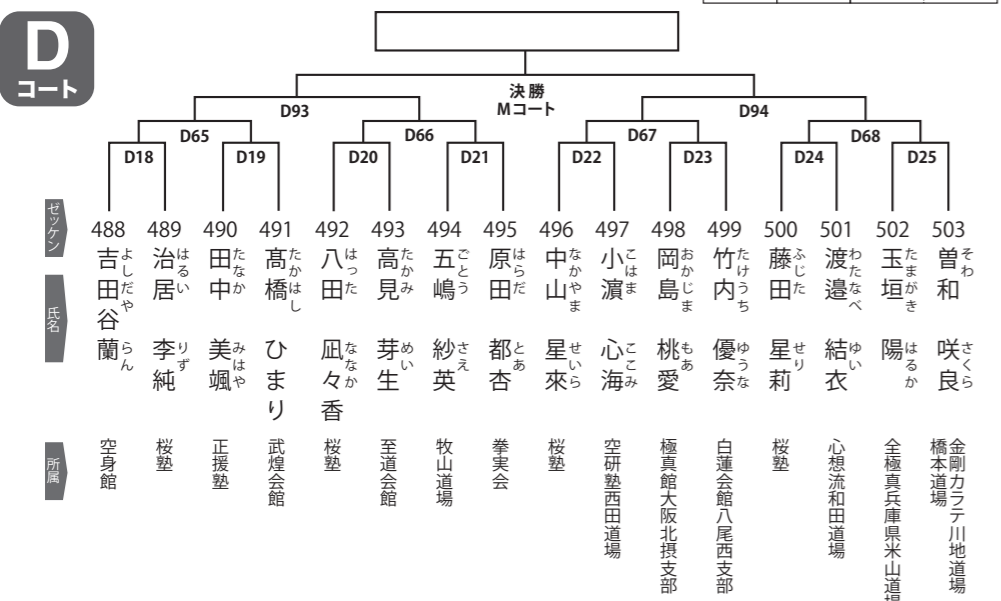 D
コート
決勝
Mコート
D93
D94
D65
D66
D67
D68
D18
D19
D20
D21
D22
D23
D24
D25
ゼッケン
488
489
490
491
492
493
494
495
496
497
498
499
500
501
502
503
氏名
吉田谷 蘭
よしだや らん
治居 李純
はるい りず
田中 美颯
たなか みはや
髙橋 ひまり
たかはし
八田 凪々香
はった ななか
高見 芽生
たかみ めい
五嶋 紗英
ごとう さえ
原田 都杏
はらだ とあ
中山 星來
なかやま せいら
小濵 心海
こはま ここみ
岡島 桃愛
おかじま もあ
竹内 優奈
たけうち ゆうな
藤田 星莉
ふじた せり
渡邉 結衣
わたなべ ゆい
玉垣 陽
たまがき はるか
曽和 咲良
そわ さくら
所属
空身館
桜塾
正援塾
武煌会館
桜塾
至道会館
牧山道場
拳実会
桜塾
空研塾西田道場
極真館大阪北摂支部
白蓮会館八尾西支部
桜塾
心想流和田道場
全極真兵庫県米山道場
金剛カラテ川地道場
橋本道場